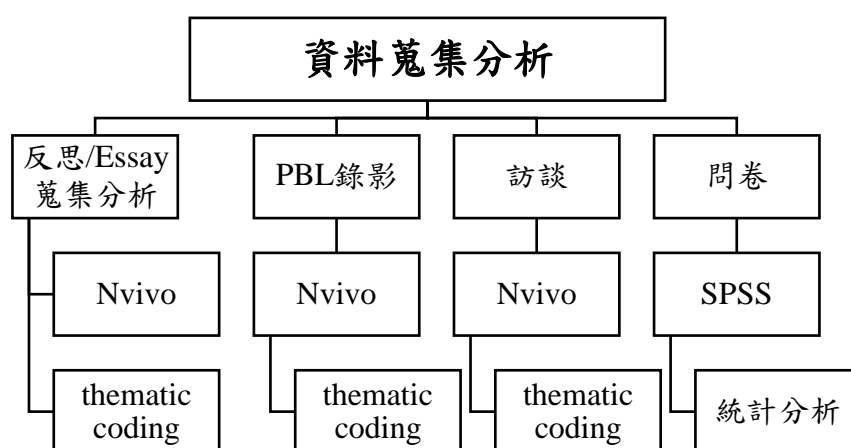 資料蒐集分析
反思/Essay
蒐集分析
PBL錄影
訪談
問卷
Nvivo
Nvivo
Nvivo
SPSS
thematic
coding
thematic
coding
thematic
coding
統計分析